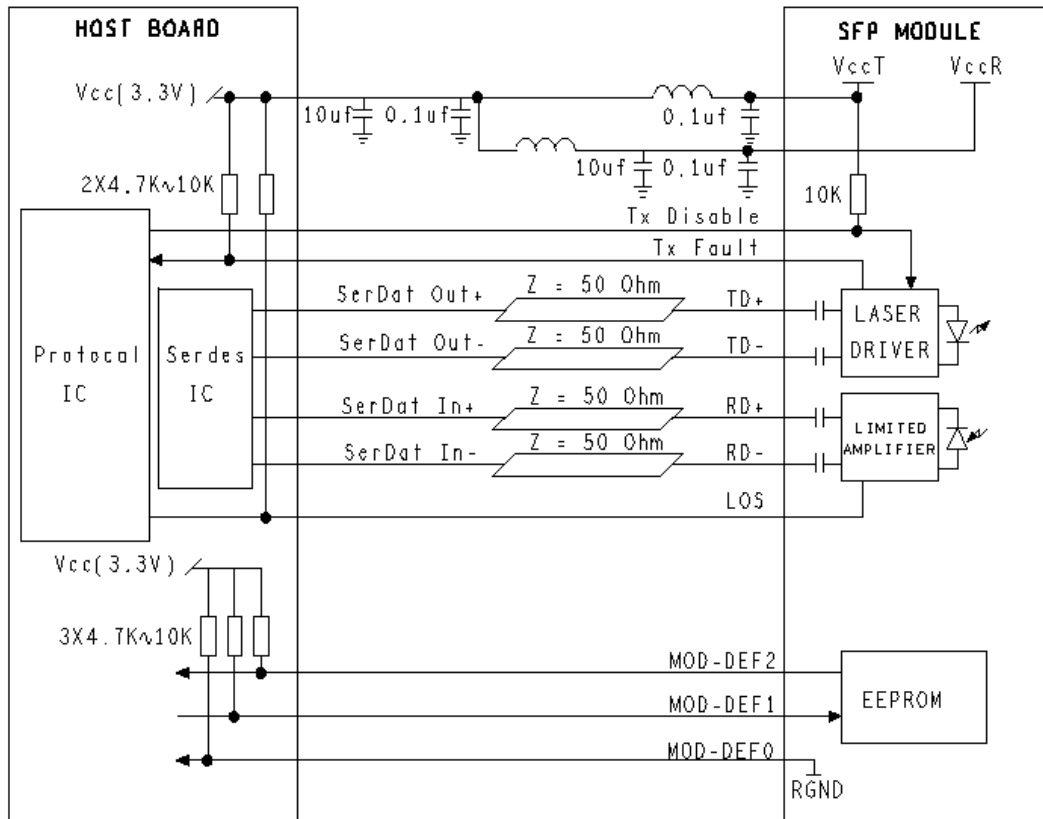 HOST BOARD
SFP MODULE
VccT
VccR
Vcc(3.3V)
10uf
0.1uf
0.1uf
10uf
0.1uf
2X4.7K~10K
10K
Tx Disable
Tx Fault
Protocal
IC
Serdes
IC
SerDat Out+
Z = 50 Ohm
TD+
SerDat Out-
Z = 50 Ohm
TD-
LASER
DRIVER
SerDat In+
Z = 50 Ohm
RD+
SerDat In-
Z = 50 Ohm
RD-
LIMITED
AMPLIFIER
LOS
Vcc(3.3V)
3X4.7K~10K
MOD-DEF2
MOD-DEF1
MOD-DEF0
EEPROM
RGND